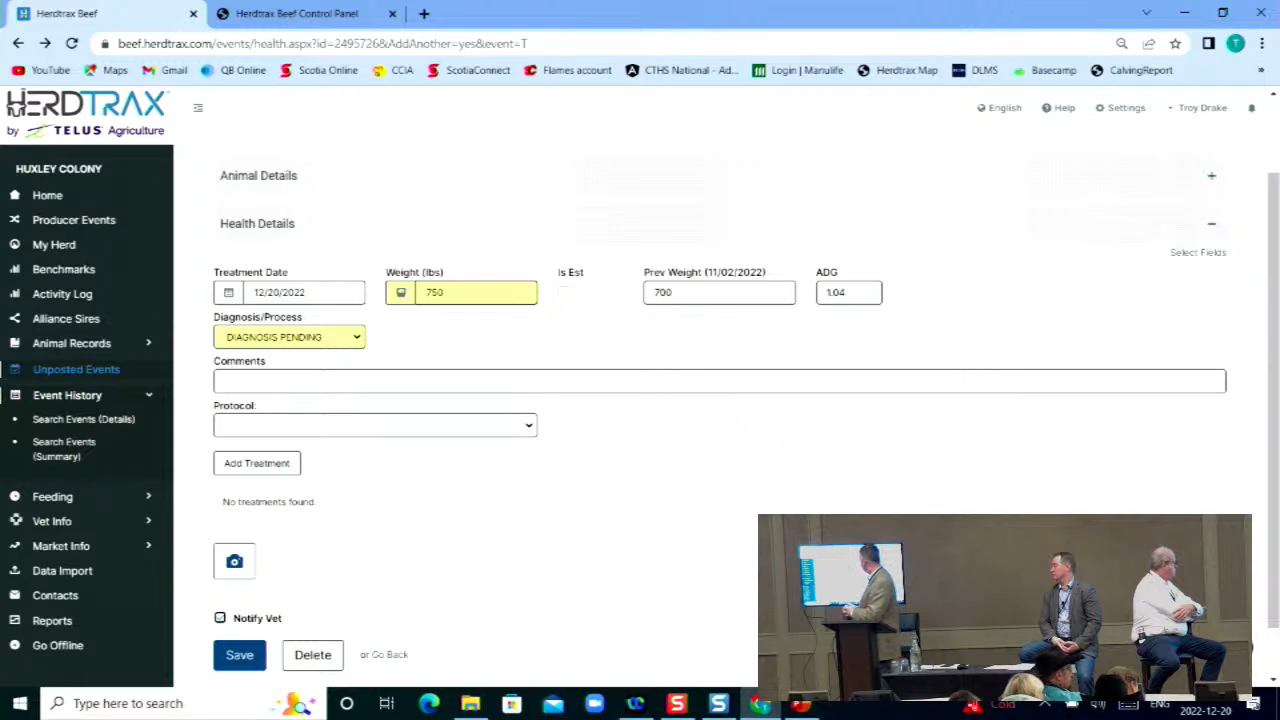 Herdtrax Beef
Herdtrax Beef Control Panel
beef.herdtrax.com/events/health.aspx?id=2495726&AddAnother=yes&event=T
YouTube
Maps
Gmail
QB Online
Scotia Online
CCIA
ScotiaConnect
Flames account
CTHS National - Ad...
Login | Manulife
Herdtrax Map
DLMS
Basecamp
CalvingReport
HERDTRAX
by TELUS Agriculture
English
Help
Settings
Troy Drake
HUXLEY COLONY
Home
Producer Events
My Herd
Benchmarks
Activity Log
Alliance Sires
Animal Records
Unposted Events
Event History
Search Events (Details)
Search Events
(Summary)
Feeding
Vet Info
Market Info
Data Import
Contacts
Reports
Go Offline
Animal Details
Health Details
Select Fields
Treatment Date
Weight (lbs)
Is Est
Prev Weight (11/02/2022)
ADG
12/20/2022
750
700
1.04
Diagnosis/Process
DIAGNOSIS PENDING
Comments
Protocol:
Add Treatment
No treatments found.
Notify Vet
Save
Delete
or Go Back
Type here to search
Cold
ENG
2022-12-20